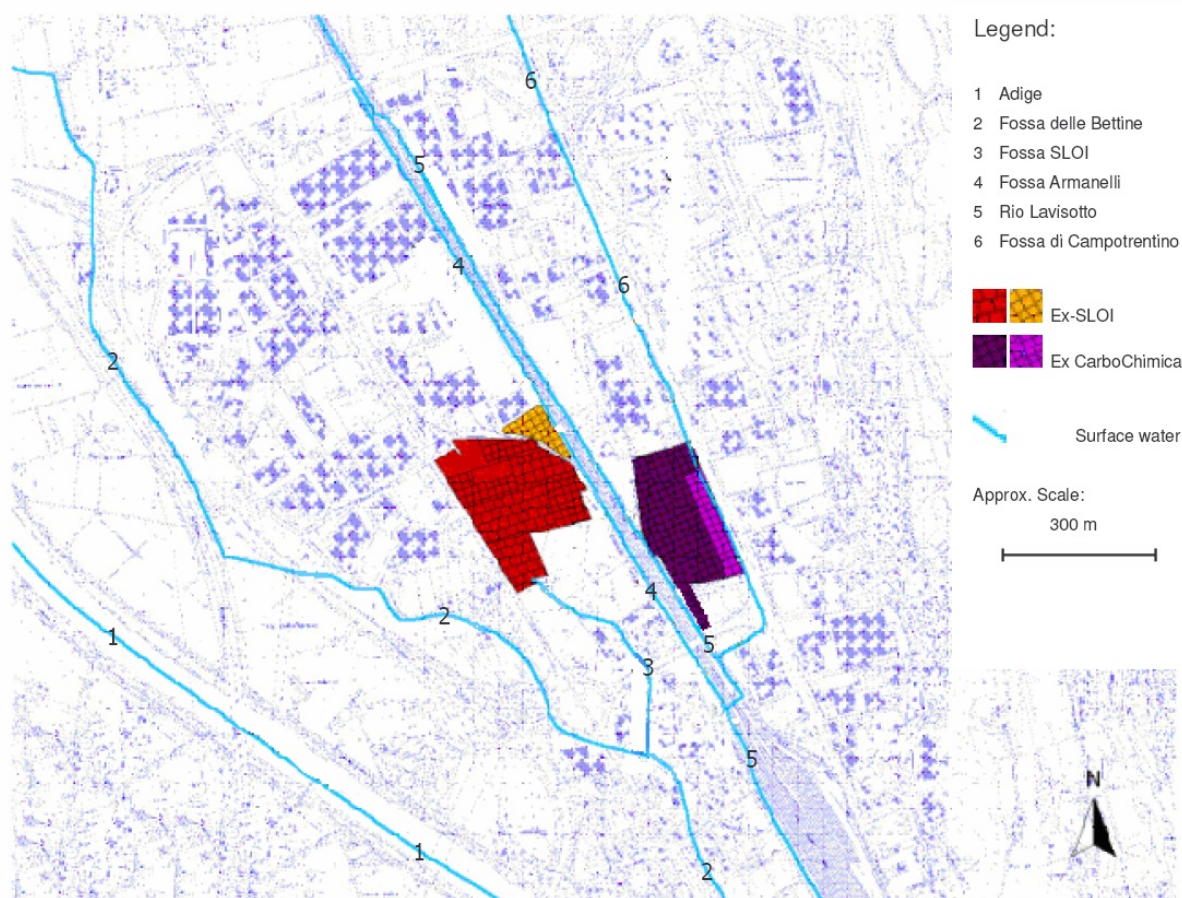 Legend:
1 Adige
2 Fossa delle Bettine
3 Fossa SLOI
4 Fossa Armanelli
5 Rio Lavisotto
6 Fossa di Campotrentino
Ex-SLOI
Ex CarboChimica
Surface water
Approx. Scale:
300 m
N
6
5
4
6
2
4
2
1
5
3
5
1
2